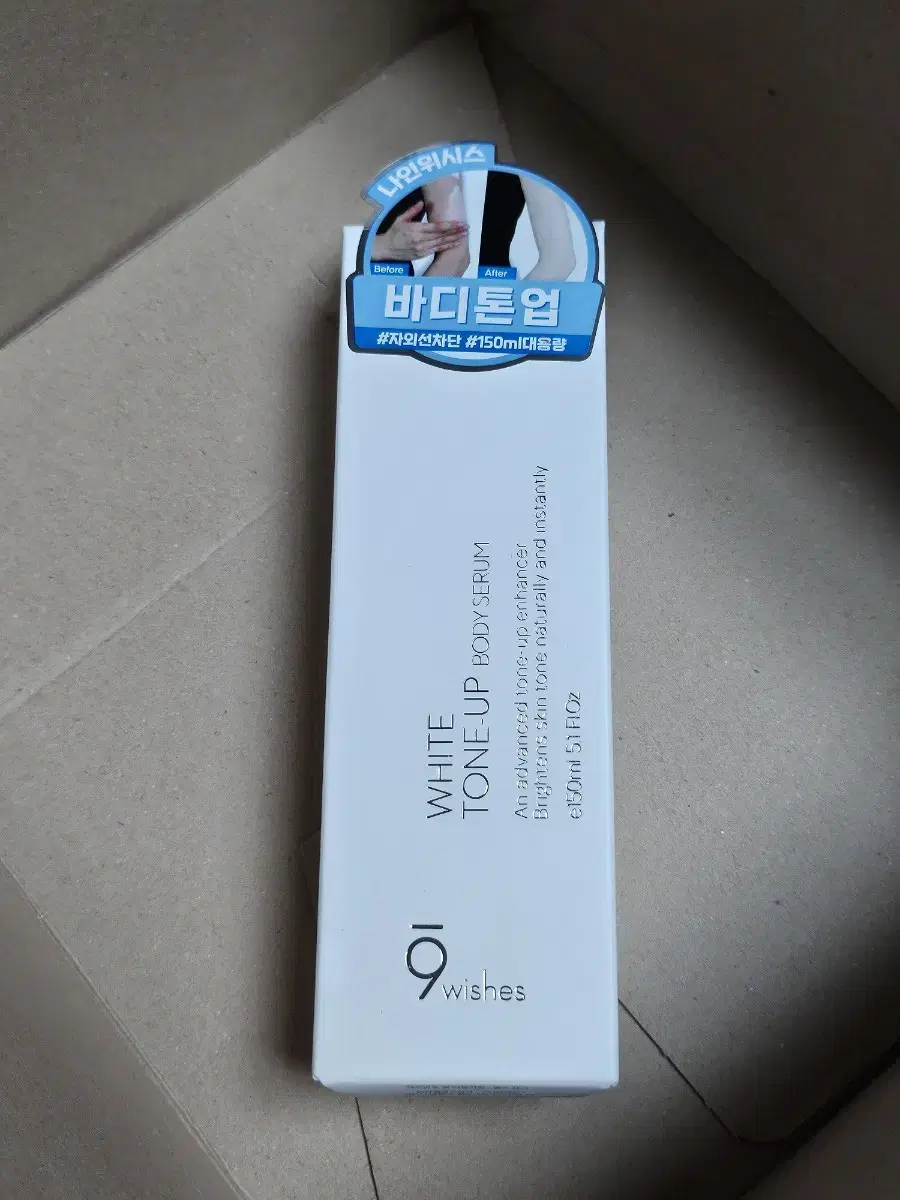 나인위시스
Before
After
바디톤업
#자외선차단 #150ml대용량
WHITE
TONE-UP BODY SERUM
An advanced tone-up enhancer
Brightens skin tone naturally and instantly
e150ml 5.1 Fl.Oz
9wishes